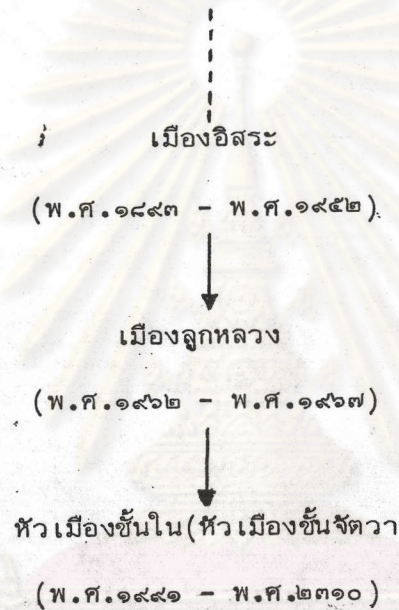 เมืองอิสระ
(พ.ศ.๑๘๙๓ - พ.ศ.๑๙๕๒)
เมืองลูกหลวง
(พ.ศ.๑๙๖๒ - พ.ศ.๑๙๖๗)
หัวเมืองชั้นใน(หัวเมืองชั้นจัตวา
(พ.ศ.๑๙๙๑ - พ.ศ.๒๓๑๐)